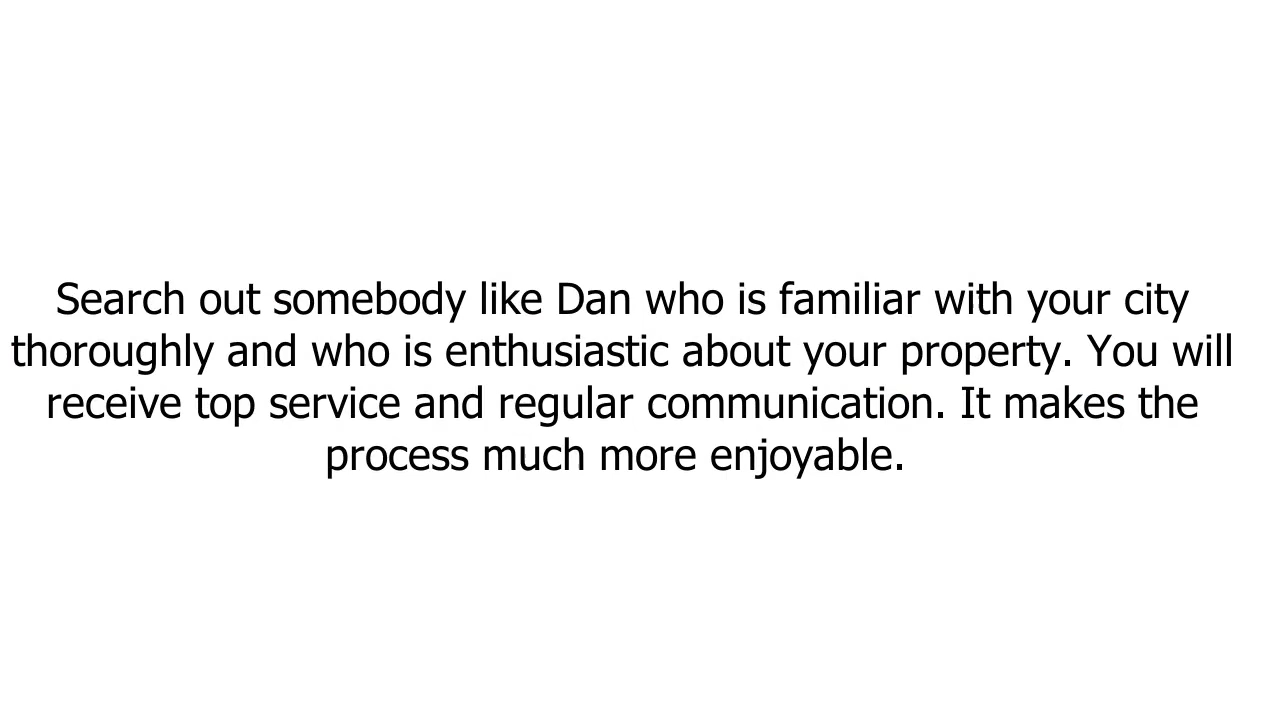 Search out somebody like Dan who is familiar with your city
thoroughly and who is enthusiastic about your property. You will
receive top service and regular communication. It makes the
process much more enjoyable.